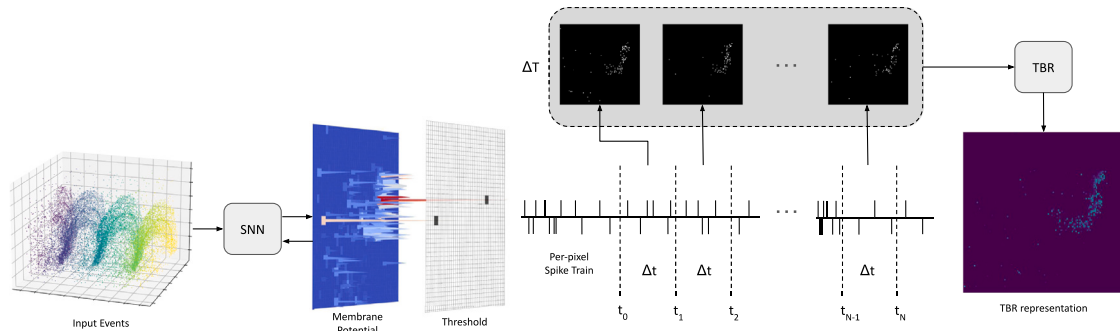 Input Events
SNN
Membrane
Potential
Threshold
ΔT
TBR
Per-pixel
Spike Train
Δt
Δt
Δt
t0
t1
t2
tN-1
tN
TBR representation